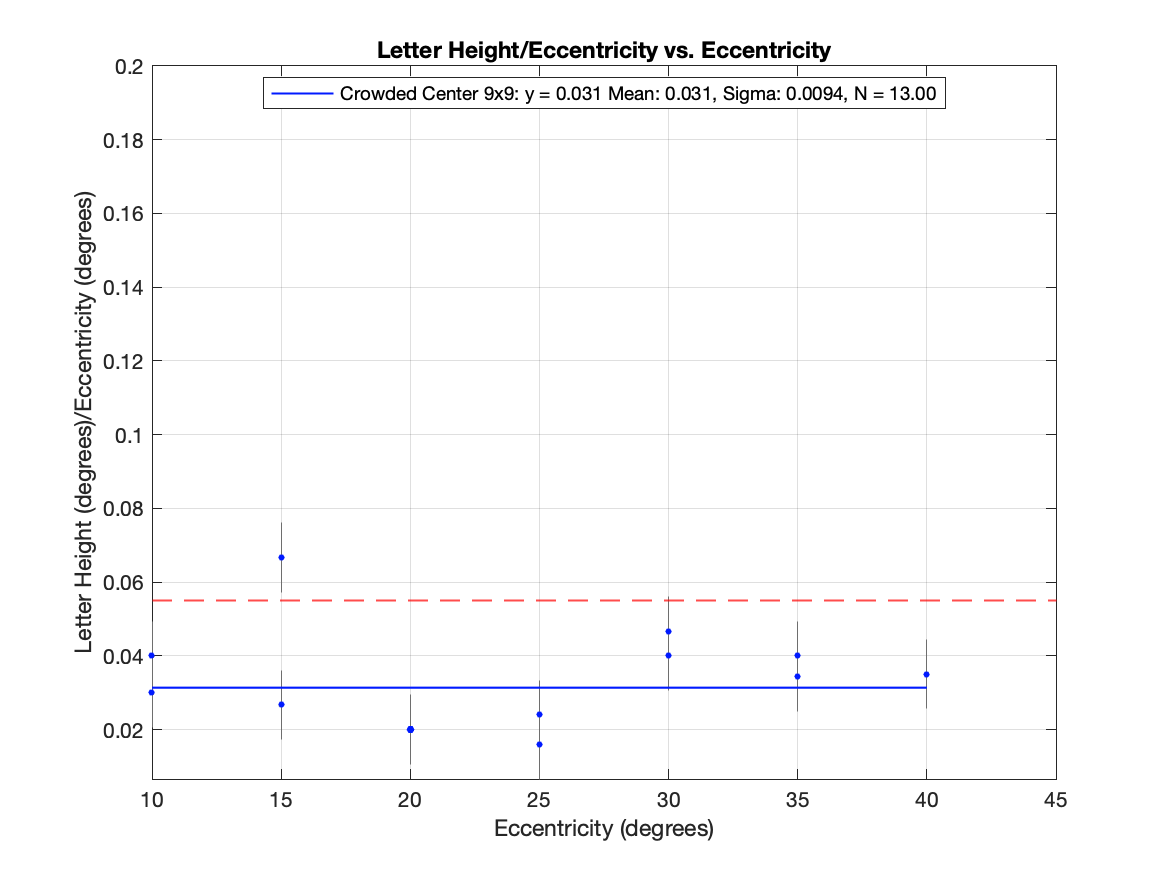 Letter Height/Eccentricity vs. Eccentricity
Crowded Center 9x9: y = 0.031 Mean: 0.031, Sigma: 0.0094, N = 13.00
Letter Height (degrees)/Eccentricity (degrees)
0.2
0.18
0.16
0.14
0.12
0.1
0.08
0.06
0.04
0.02
10 15 20 25 30 35 40 45
Eccentricity (degrees)